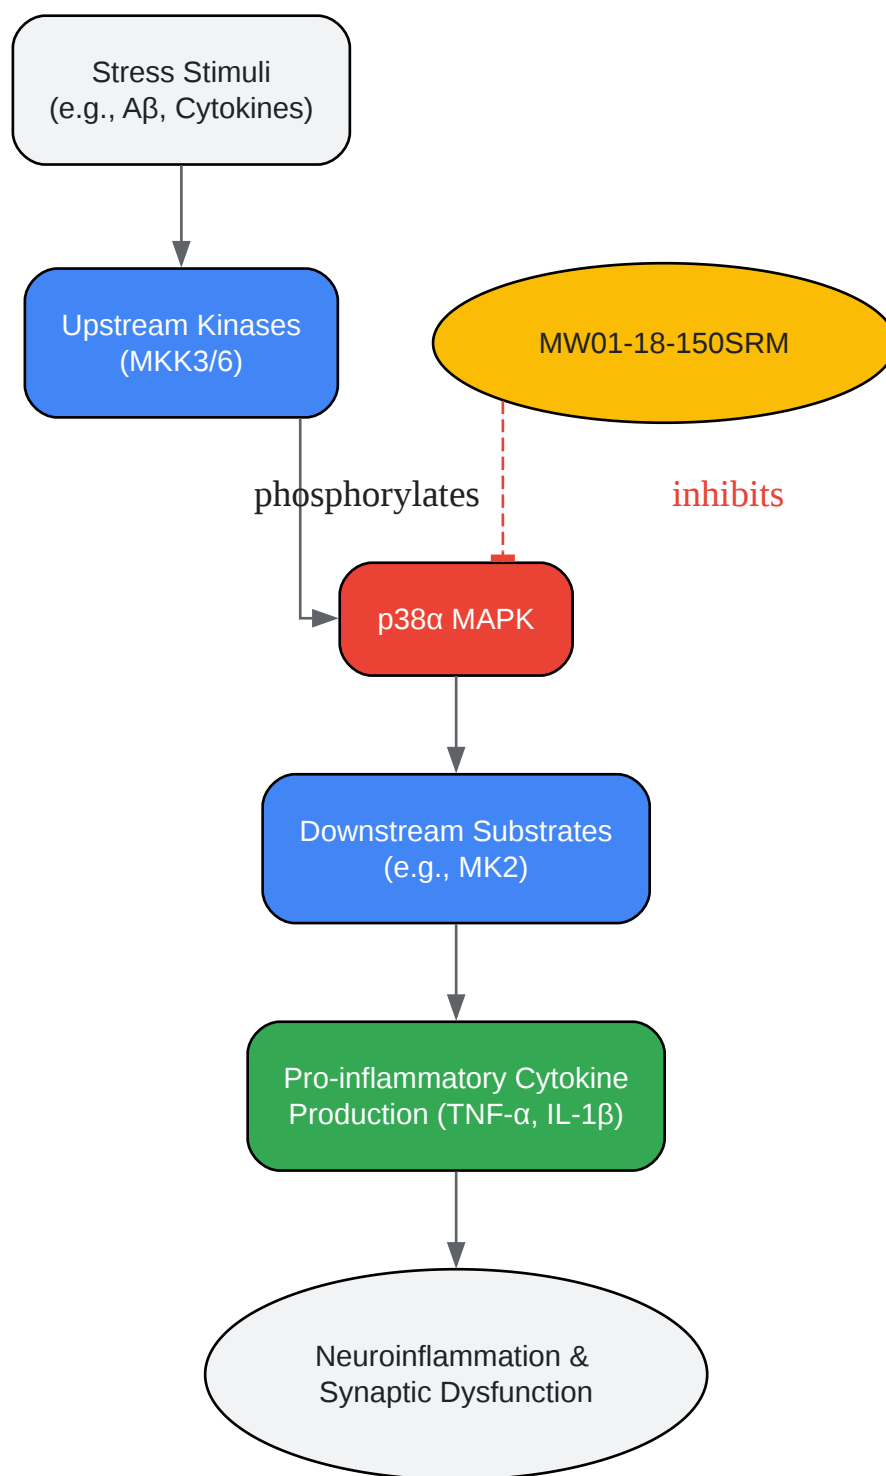 Stress Stimuli
(e.g., Aβ, Cytokines)
Upstream Kinases
(MKK3/6)
MW01-18-150SRM
phosphorylates
inhibits
p38α MAPK
Downstream Substrates
(e.g., MK2)
Pro-inflammatory Cytokine
Production (TNF-α, IL-1β)
Neuroinflammation &
Synaptic Dysfunction